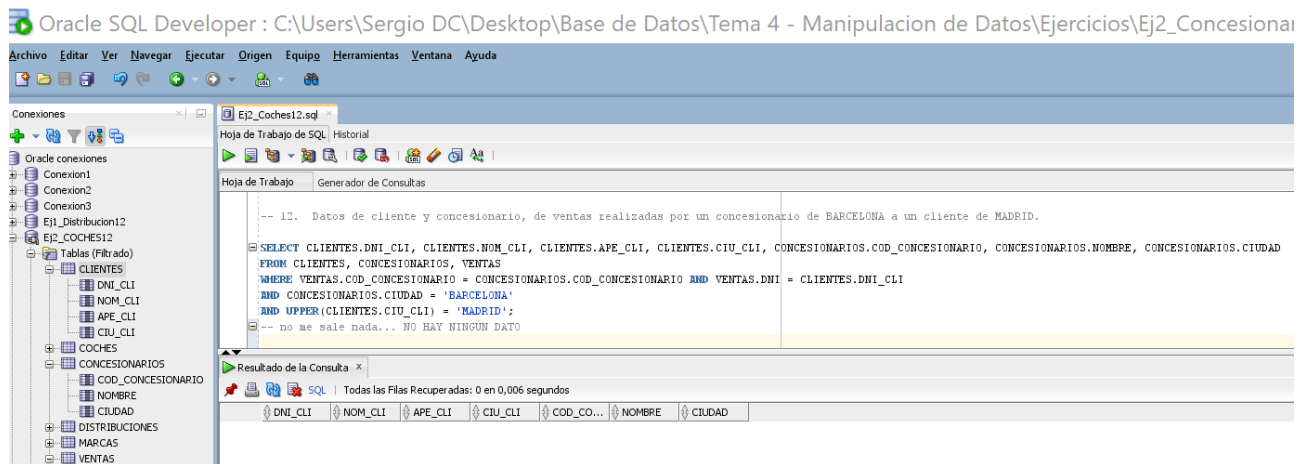 Oracle SQL Developer : C:\Users\Sergio DC\Desktop\Base de Datos\Tema 4 - Manipulacion de Datos\Ejercicios\Ej2_Concesionar
Archivo Editar Ver Navegar Ejecutar Origen Equipo Herramientas Ventana Ayuda
Conexiones
Oracle conexiones
Conexion1
Conexion2
Conexion3
Ej1_Distribucion12
Ej2_COCHES12
Tablas (Filtrado)
CLIENTES
DNI_CLI
NOM_CLI
APE_CLI
CIU_CLI
COCHES
CONCESIONARIOS
COD_CONCESIONARIO
NOMBRE
CIUDAD
DISTRIBUCIONES
MARCAS
VENTAS
Ej2_Coches12.sql
Hoja de Trabajo de SQL Historial
Hoja de Trabajo Generador de Consultas
-- 12. Datos de cliente y concesionario, de ventas realizadas por un concesionario de BARCELONA a un cliente de MADRID.
SELECT CLIENTES.DNI_CLI, CLIENTES.NOM_CLI, CLIENTES.APE_CLI, CLIENTES.CIU_CLI, CONCESIONARIOS.COD_CONCESIONARIO, CONCESIONARIOS.NOMBRE, CONCESIONARIOS.CIUDAD
FROM CLIENTES, CONCESIONARIOS, VENTAS
WHERE VENTAS.COD_CONCESIONARIO = CONCESIONARIOS.COD_CONCESIONARIO AND VENTAS.DNI = CLIENTES.DNI_CLI
AND CONCESIONARIOS.CIUDAD = 'BARCELONA'
AND UPPER(CLIENTES.CIU_CLI) = 'MADRID';
-- no me sale nada... NO HAY NINGÚN DATO
Resultado de la Consulta
SQL | Todas las Filas Recuperadas: 0 en 0,006 segundos
DNI_CLI NOM_CLI APE_CLI CIU_CLI COD_CO... NOMBRE CIUDAD